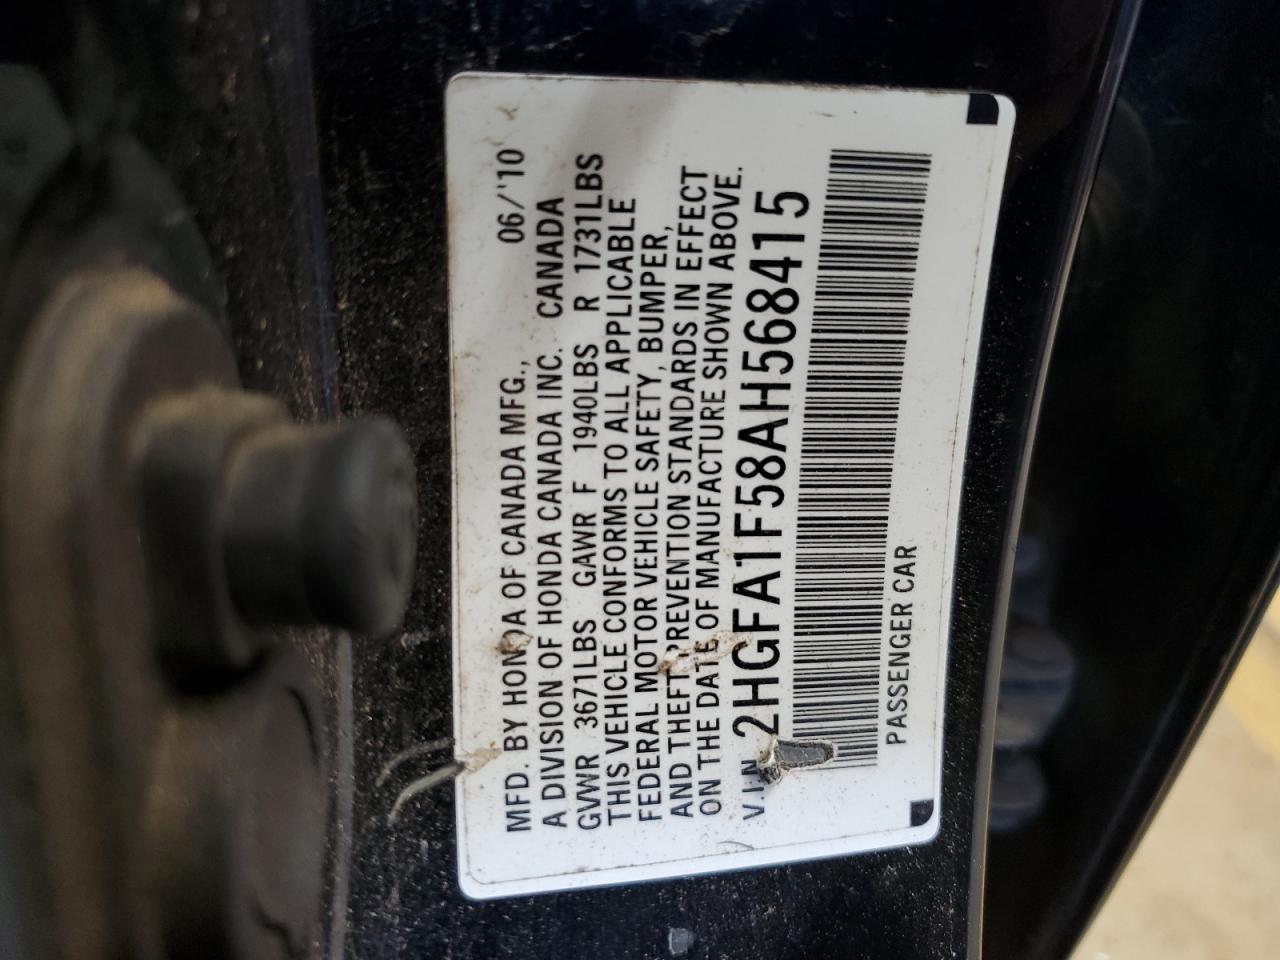 MFD. BY HONDA OF CANADA MFG., 06/'10
A DIVISION OF HONDA CANADA INC. CANADA
GVWR 3671LBS GAWR F 1940LBS R 1731LBS
THIS VEHICLE CONFORMS TO ALL APPLICABLE
FEDERAL MOTOR VEHICLE SAFETY, BUMPER,
AND THEFT PREVENTION STANDARDS IN EFFECT
ON THE DATE OF MANUFACTURE SHOWN ABOVE.
V.I.N. 2HGFA1F58AH568415
PASSENGER CAR